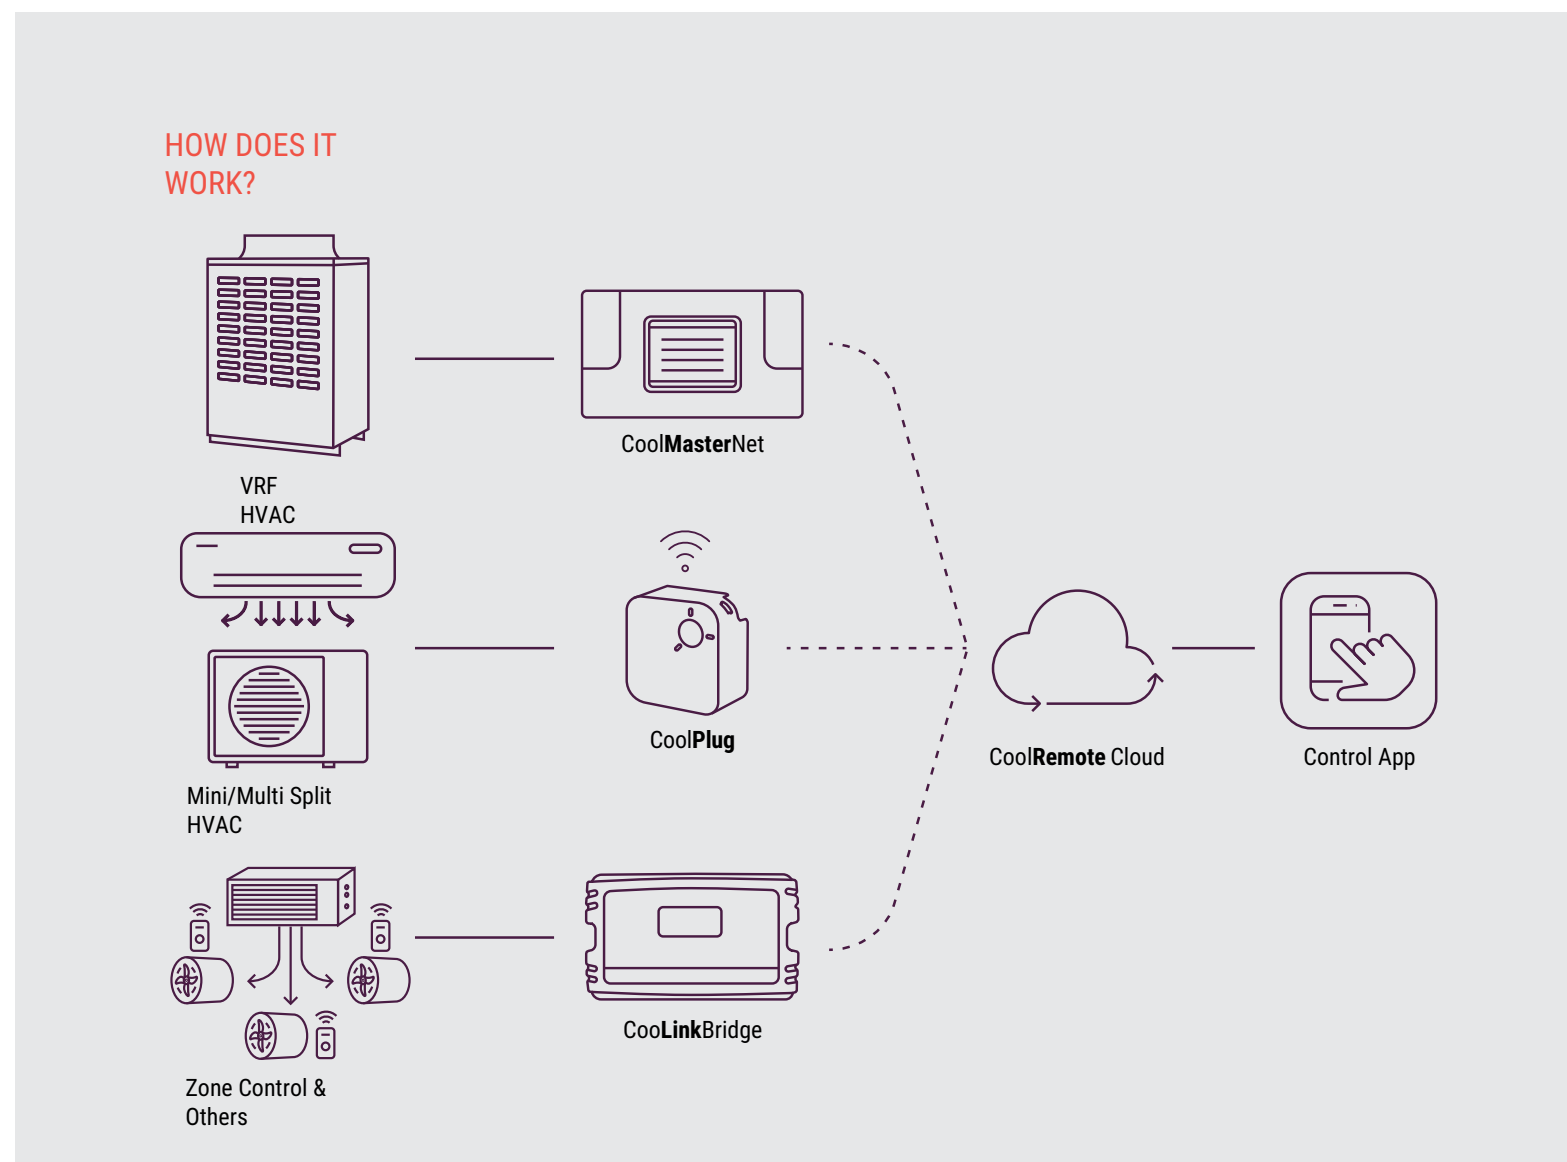 HOW DOES IT
WORK?
CoolMasterNet
VRF
HVAC
CoolPlug
CoolRemote Cloud
Control App
Mini/Multi Split
HVAC
CooLinkBridge
Zone Control &
Others